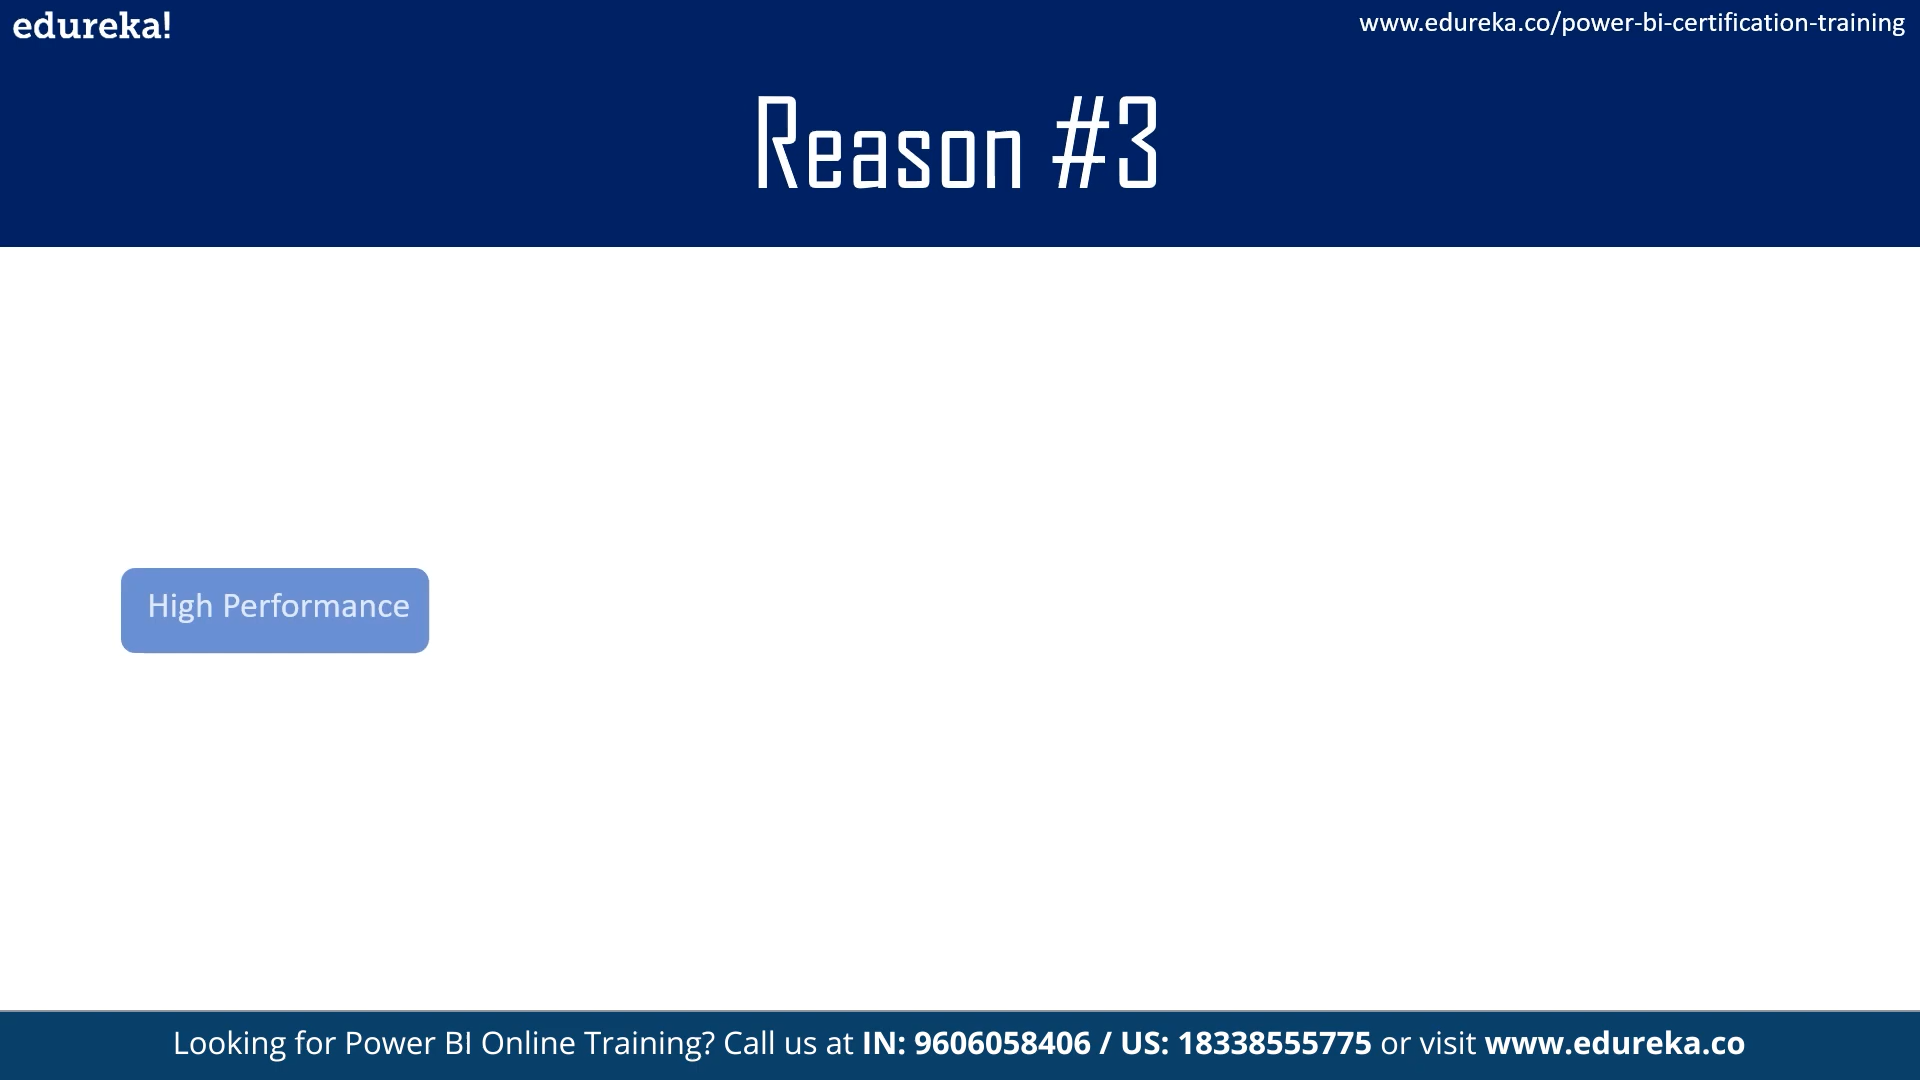 edureka!
www.edureka.co/power-bi-certification-training
Reason #3
High Performance
Looking for Power BI Online Training? Call us at IN: 9606058406 / US: 18338555775 or visit www.edureka.co